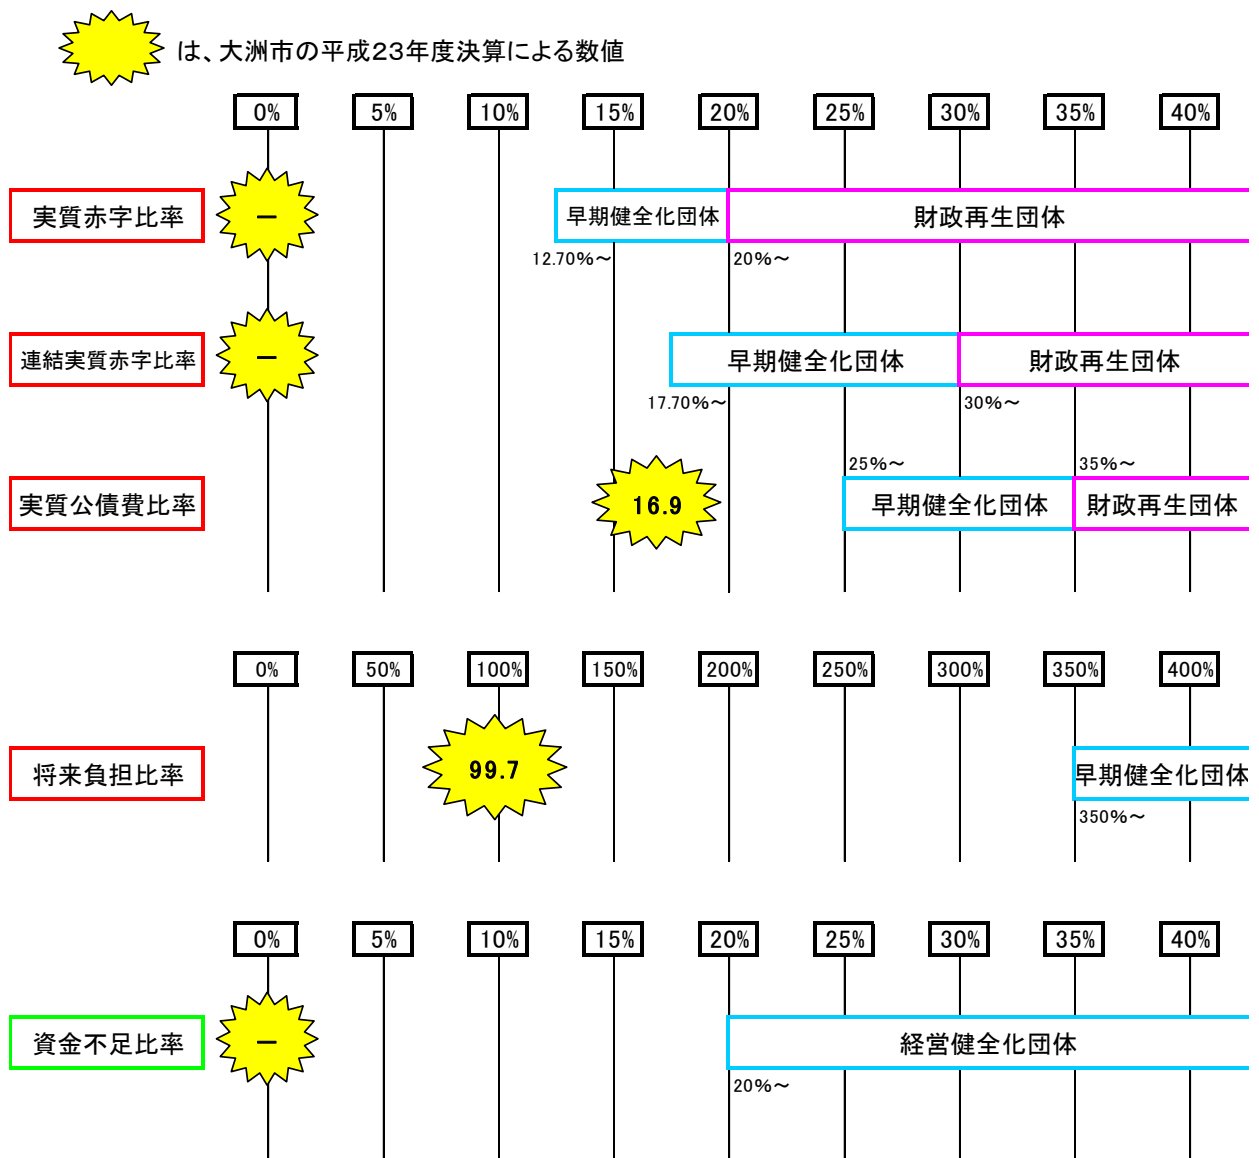 は、大洲市の平成23年度決算による数値
0% 5% 10% 15% 20% 25% 30% 35% 40%
実質赤字比率 － 早期健全化団体 財政再生団体
12.70%～ 20%～
連結実質赤字比率 － 早期健全化団体 財政再生団体
17.70%～ 30%～
25%～ 35%～
実質公債費比率 16.9 早期健全化団体 財政再生団体
0% 50% 100% 150% 200% 250% 300% 350% 400%
将来負担比率 99.7 早期健全化団体
350%～
0% 5% 10% 15% 20% 25% 30% 35% 40%
資金不足比率 － 経営健全化団体
20%～